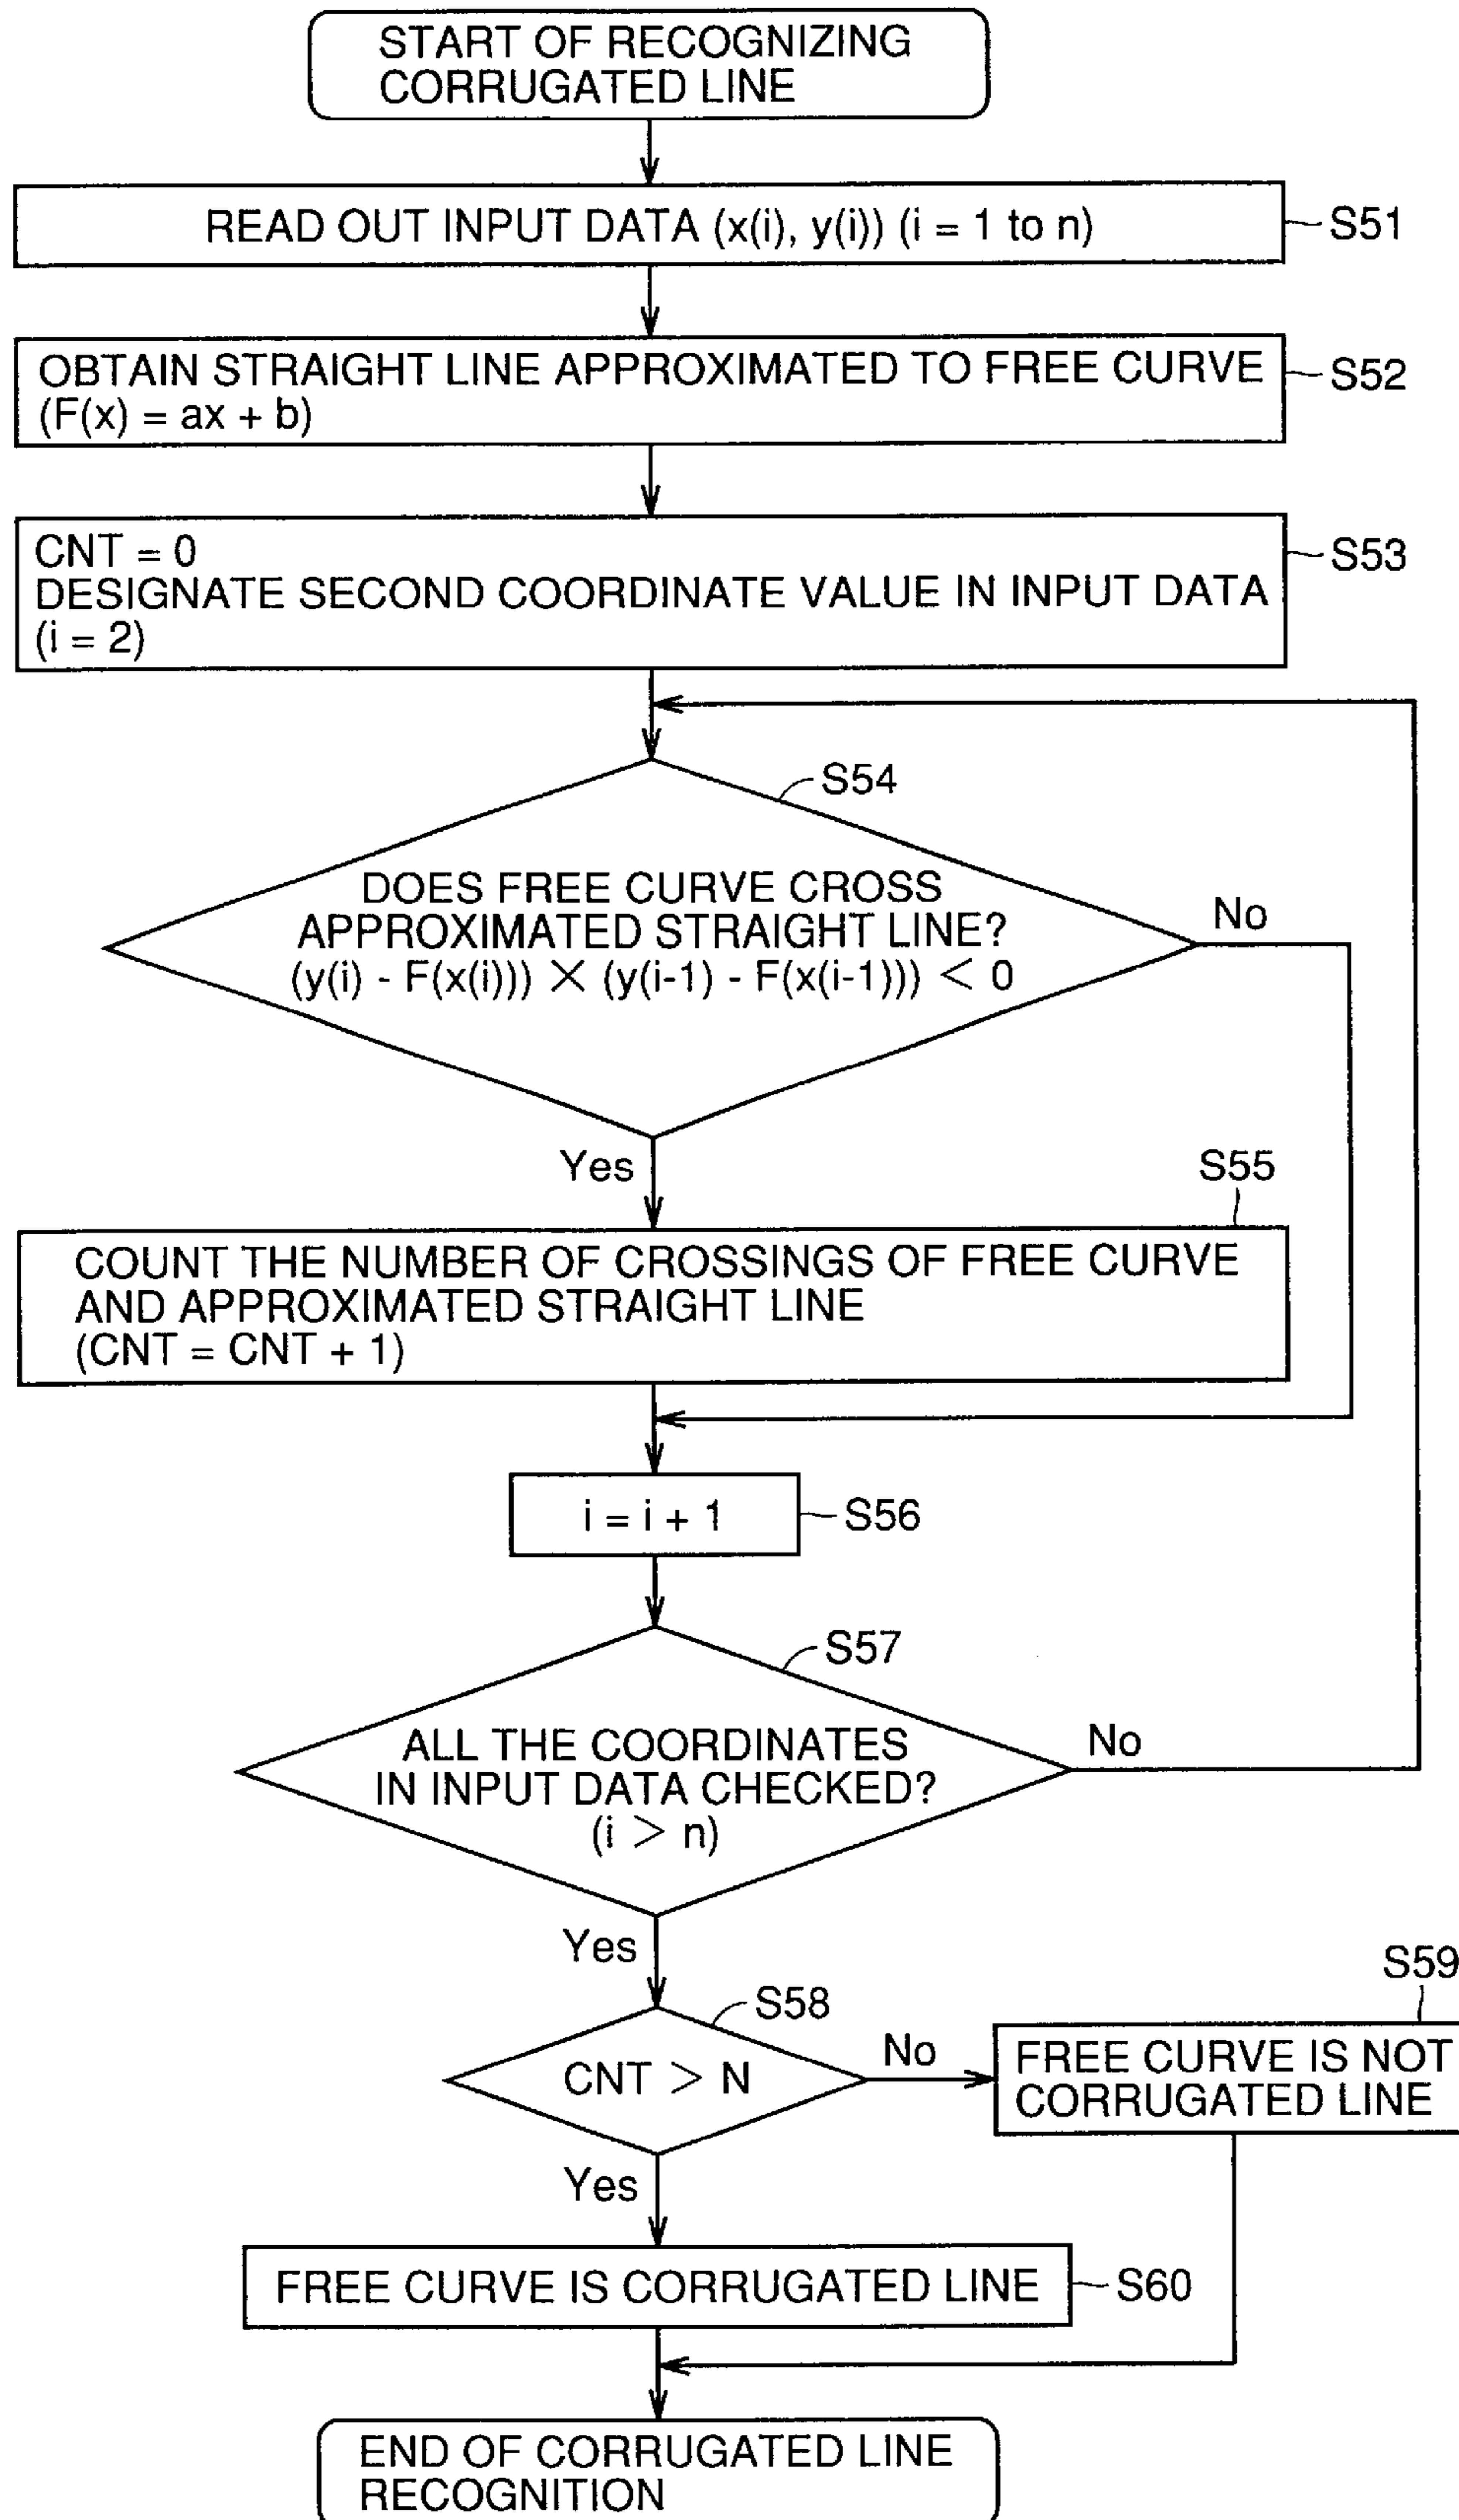 START OF RECOGNIZING
CORRUGATED LINE
READ OUT INPUT DATA (x(i), y(i)) (i = 1 to n)
S51
OBTAIN STRAIGHT LINE APPROXIMATED TO FREE CURVE
(F(x) = ax + b)
S52
CNT = 0
DESIGNATE SECOND COORDINATE VALUE IN INPUT DATA
(i = 2)
S53
S54
DOES FREE CURVE CROSS
APPROXIMATED STRAIGHT LINE?
(y(i) - F(x(i))) × (y(i-1) - F(x(i-1))) < 0
No
Yes
S55
COUNT THE NUMBER OF CROSSINGS OF FREE CURVE
AND APPROXIMATED STRAIGHT LINE
(CNT = CNT + 1)
i = i + 1
S56
S57
ALL THE COORDINATES
IN INPUT DATA CHECKED?
(i > n)
No
Yes
S58
CNT > N
No
S59
FREE CURVE IS NOT
CORRUGATED LINE
Yes
FREE CURVE IS CORRUGATED LINE
S60
END OF CORRUGATED LINE
RECOGNITION